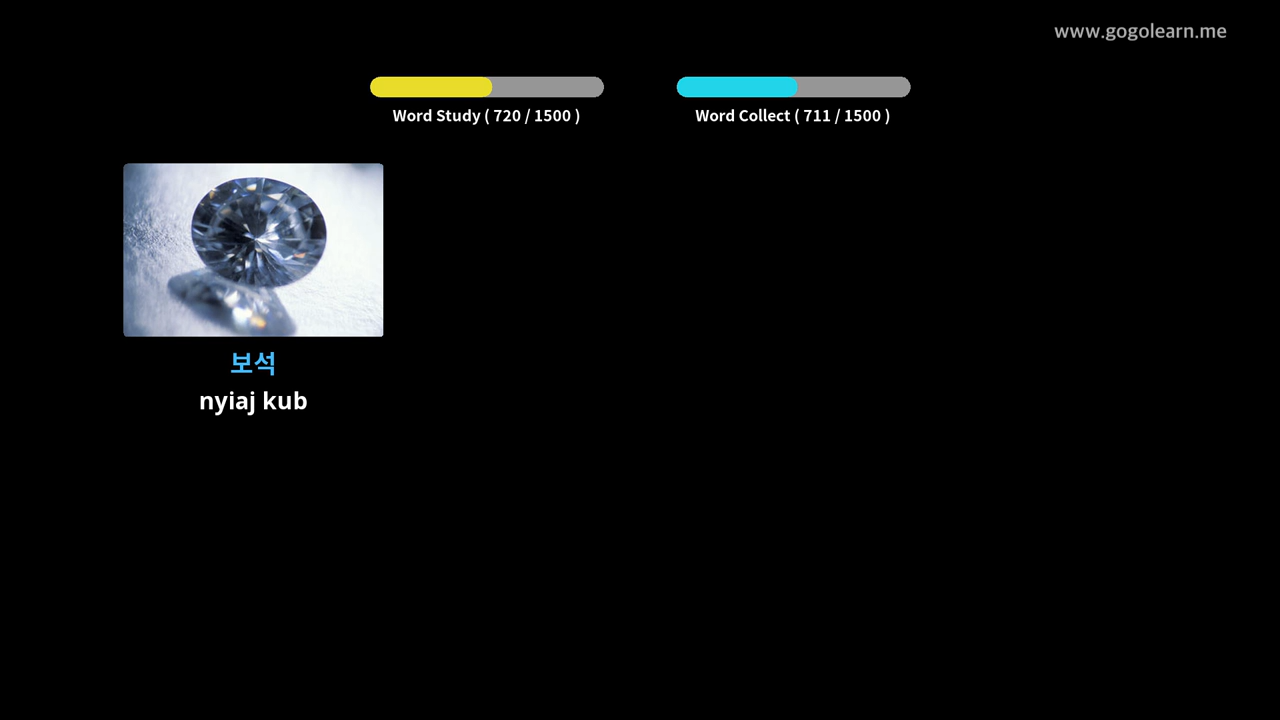 www.gogolearn.me
Word Study ( 720 / 1500 )
Word Collect ( 711 / 1500 )
보석
nyiaj kub